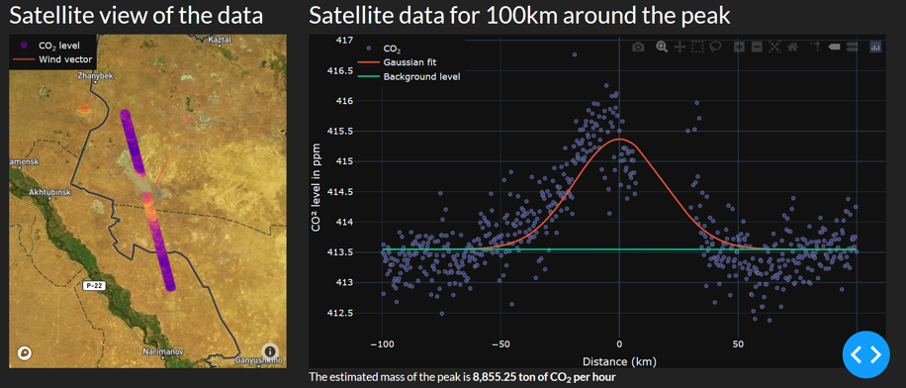 Satellite view of the data
CO₂ level
Wind vector
Kaztal
Zhanybek
amensk
Akhtubinsk
P-22
Narimanov
Ganyushkino
Satellite data for 100km around the peak
CO₂
Gaussian fit
Background level
417
416.5
416
415.5
415
414.5
414
413.5
413
412.5
CO² level in ppm
−100
−50
0
50
Distance (km)
The estimated mass of the peak is 8,855.25 ton of CO₂ per hour